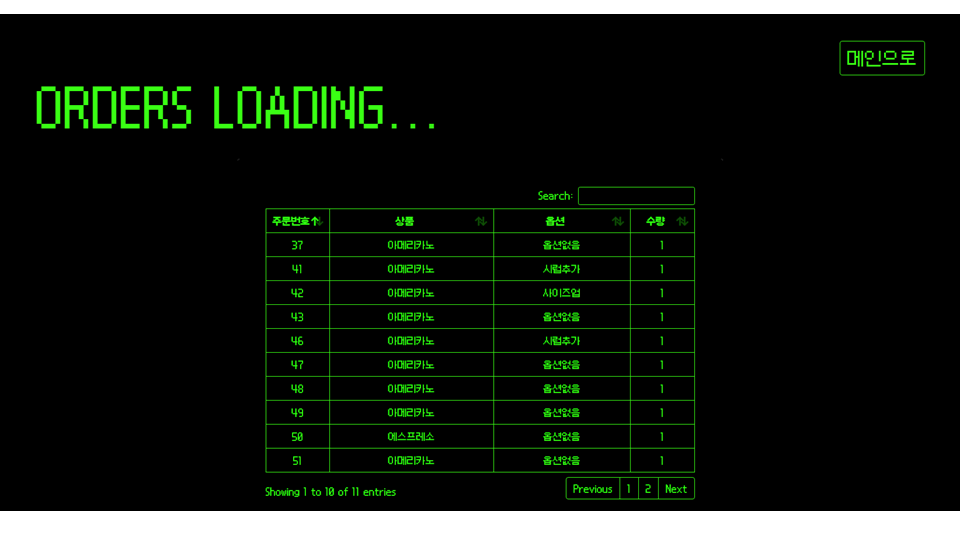 메인으로
ORDERS LOADING...
Search:
주문번호 상품 옵션 수량
37 아메리카노 옵션없음 1
41 아메리카노 시럽추가 1
42 아메리카노 사이즈업 1
43 아메리카노 옵션없음 1
46 아메리카노 시럽추가 1
47 아메리카노 옵션없음 1
48 아메리카노 옵션없음 1
49 아메리카노 옵션없음 1
50 에스프레소 옵션없음 1
51 아메리카노 옵션없음 1
Showing 1 to 10 of 11 entries Previous 1 2 Next